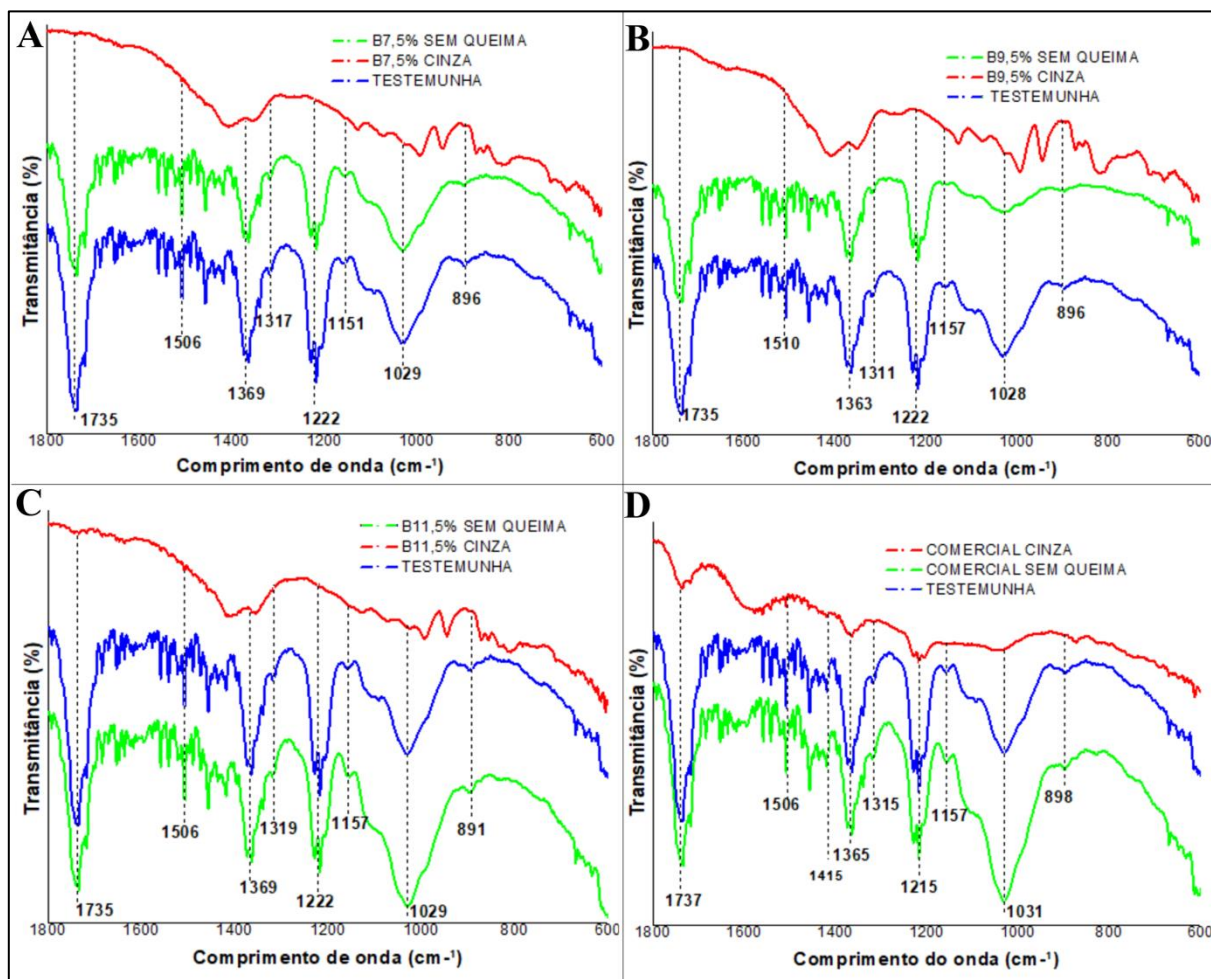 A
B7,5% SEM QUEIMA
B7,5% CINZA
TESTEMUNHA
Transmitância (%)
1735
1506
1369
1317
1222
1151
1029
896
1800 1600 1400 1200 1000 800 600
Comprimento de onda (cm-¹)
B
B9,5% SEM QUEIMA
B9,5% CINZA
TESTEMUNHA
Transmitância (%)
1735
1510
1363
1311
1222
1157
1028
896
1800 1600 1400 1200 1000 800 600
Comprimento de onda (cm-¹)
C
B11,5% SEM QUEIMA
B11,5% CINZA
TESTEMUNHA
Transmitância (%)
1735
1506
1369
1319
1222
1157
1029
891
1800 1600 1400 1200 1000 800 600
Comprimento de onda (cm-¹)
D
COMERCIAL CINZA
COMERCIAL SEM QUEIMA
TESTEMUNHA
Transmitância (%)
1737
1506
1415
1365
1315
1215
1157
1031
898
1800 1600 1400 1200 1000 800 600
Comprimento do onda (cm-¹)